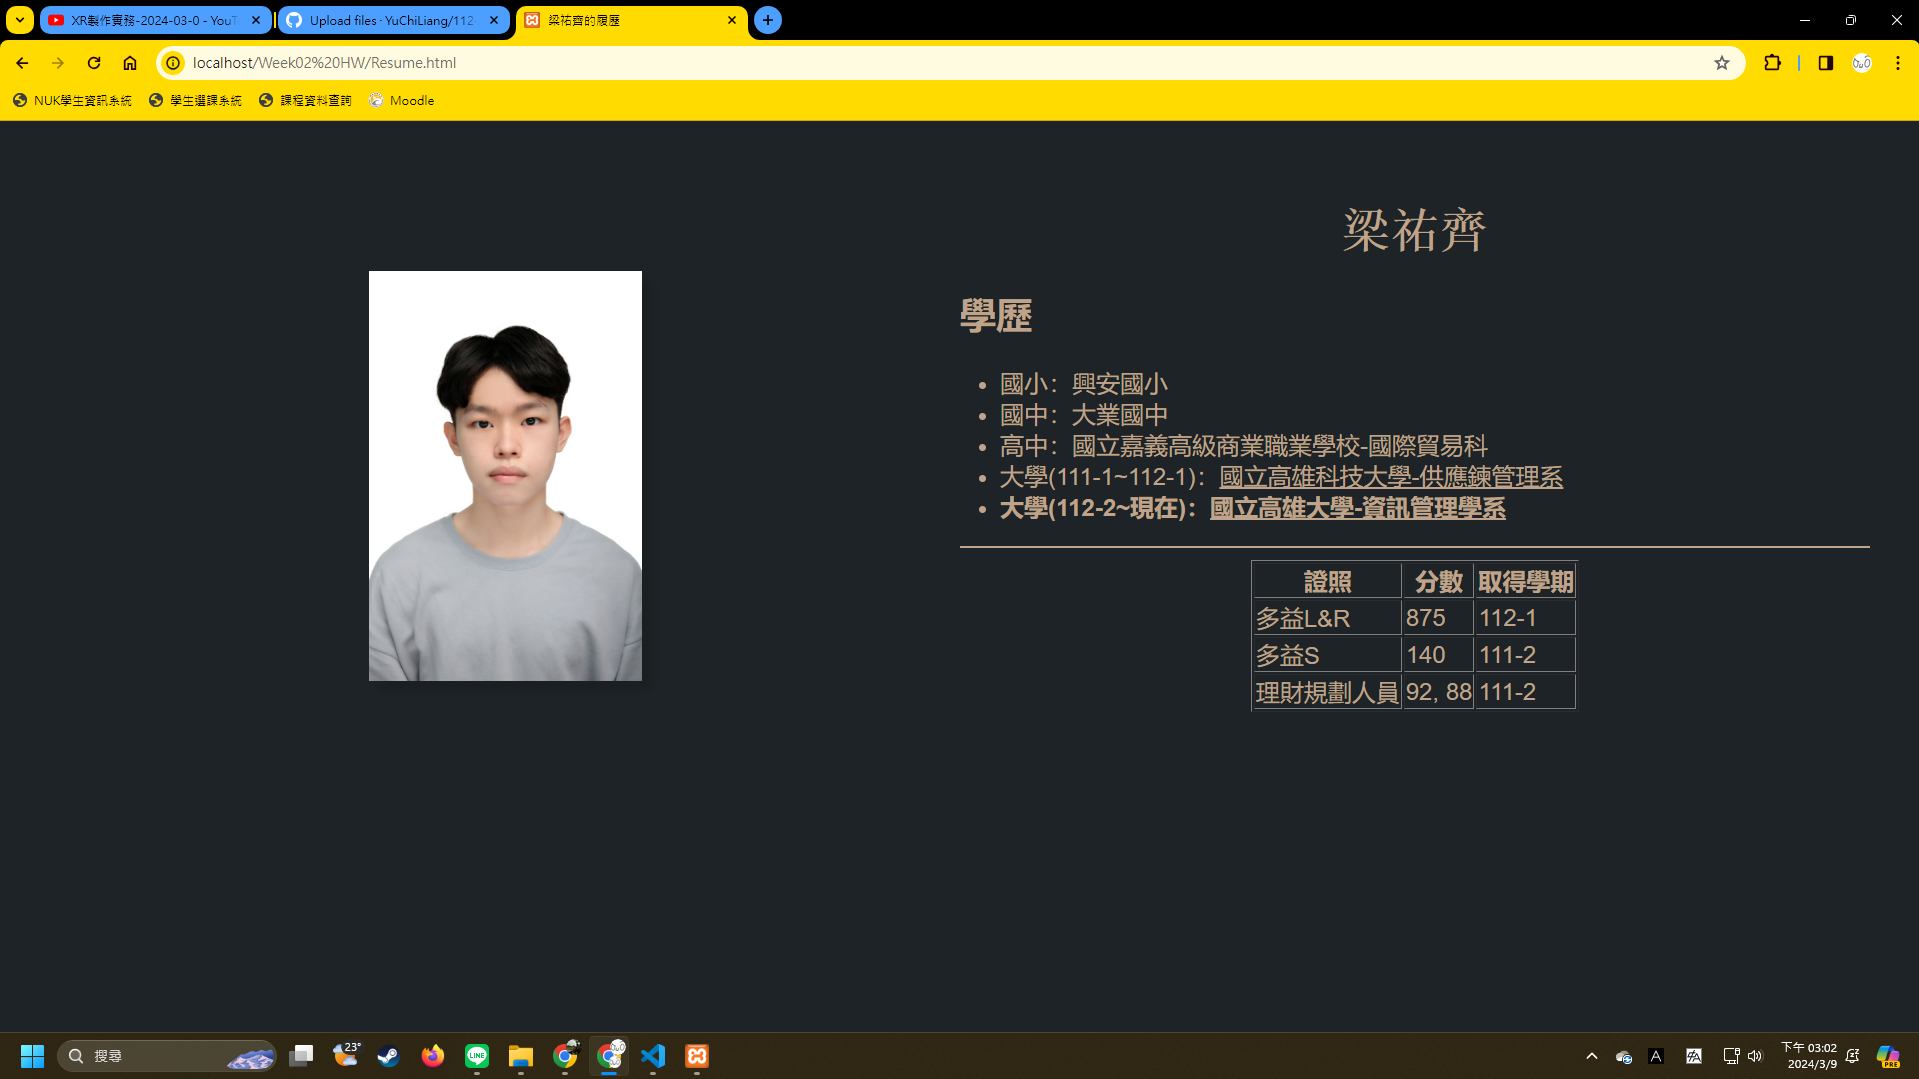 XR製作實務-2024-03-0 - YouT
Upload files · YuChiLiang/112-
梁祐齊的履歷
localhost/Week02%20HW/Resume.html
NUK學生資訊系統
學生選課系統
課程資料查詢
Moodle
梁祐齊
學歷
國小：興安國小
國中：大業國中
高中：國立嘉義高級商業職業學校-國際貿易科
大學(111-1~112-1)：國立高雄科技大學-供應鍊管理系
大學(112-2~現在)：國立高雄大學-資訊管理學系
證照 分數 取得學期
多益L&R 875 112-1
多益S 140 111-2
理財規劃人員 92, 88 111-2
搜尋
23°
LINE
A
下午 03:02
2024/3/9
PRE